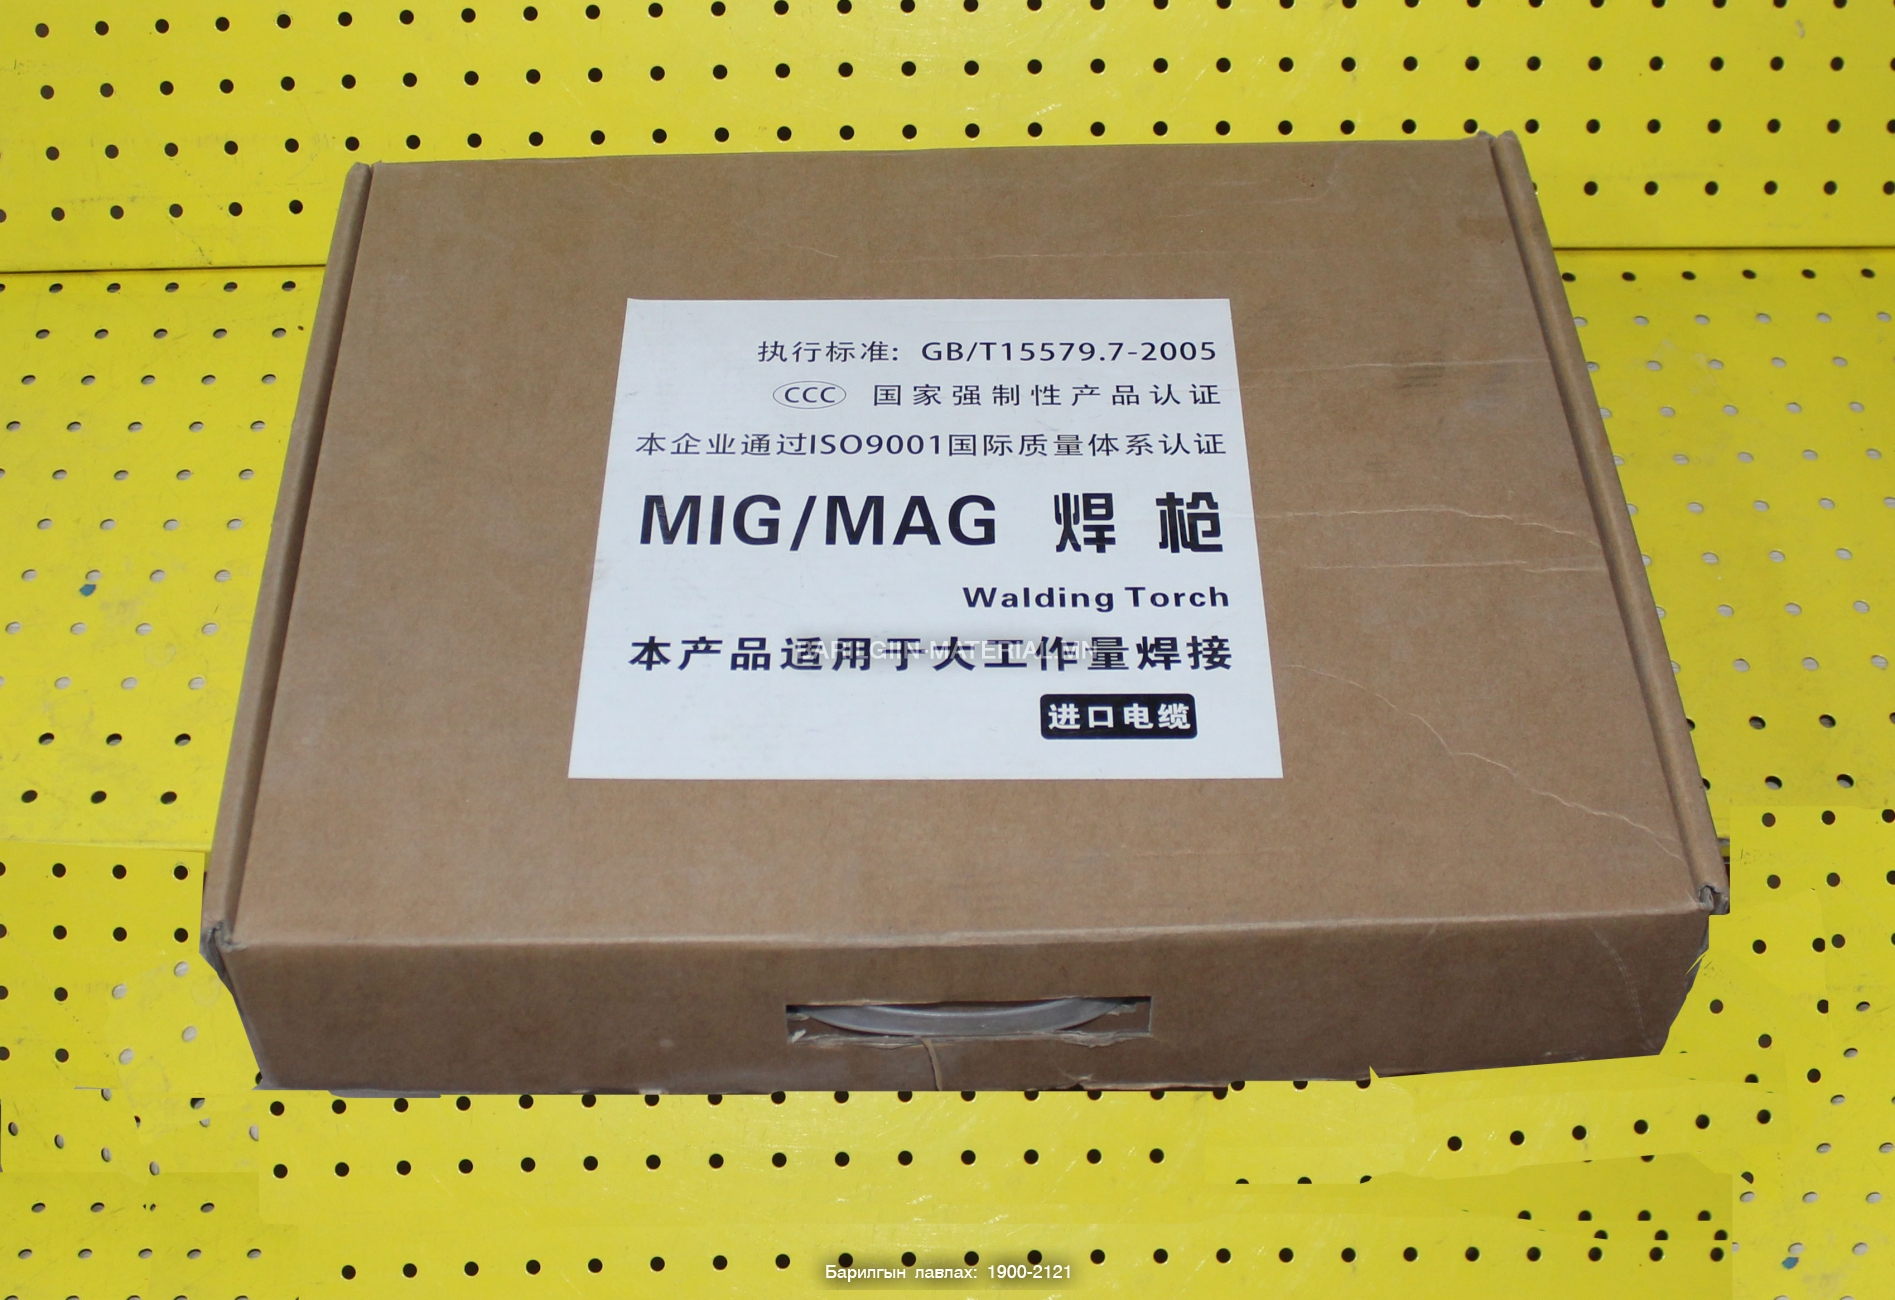 执行标准: GB/T15579.7-2005
CCC 国家强制性产品认证
本企业通过ISO9001国际质量体系认证
MIG/MAG 焊 枪
Walding Torch
本产品适用于大工作量焊接
BARILGIIN-MATERIAL.MN
进口电缆
Барилгын лавлах: 1900-2121